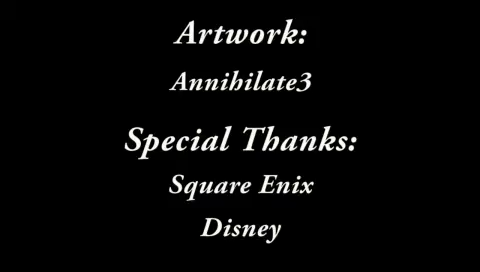 Artwork:
Annihilate3
Special Thanks:
Square Enix
Disney